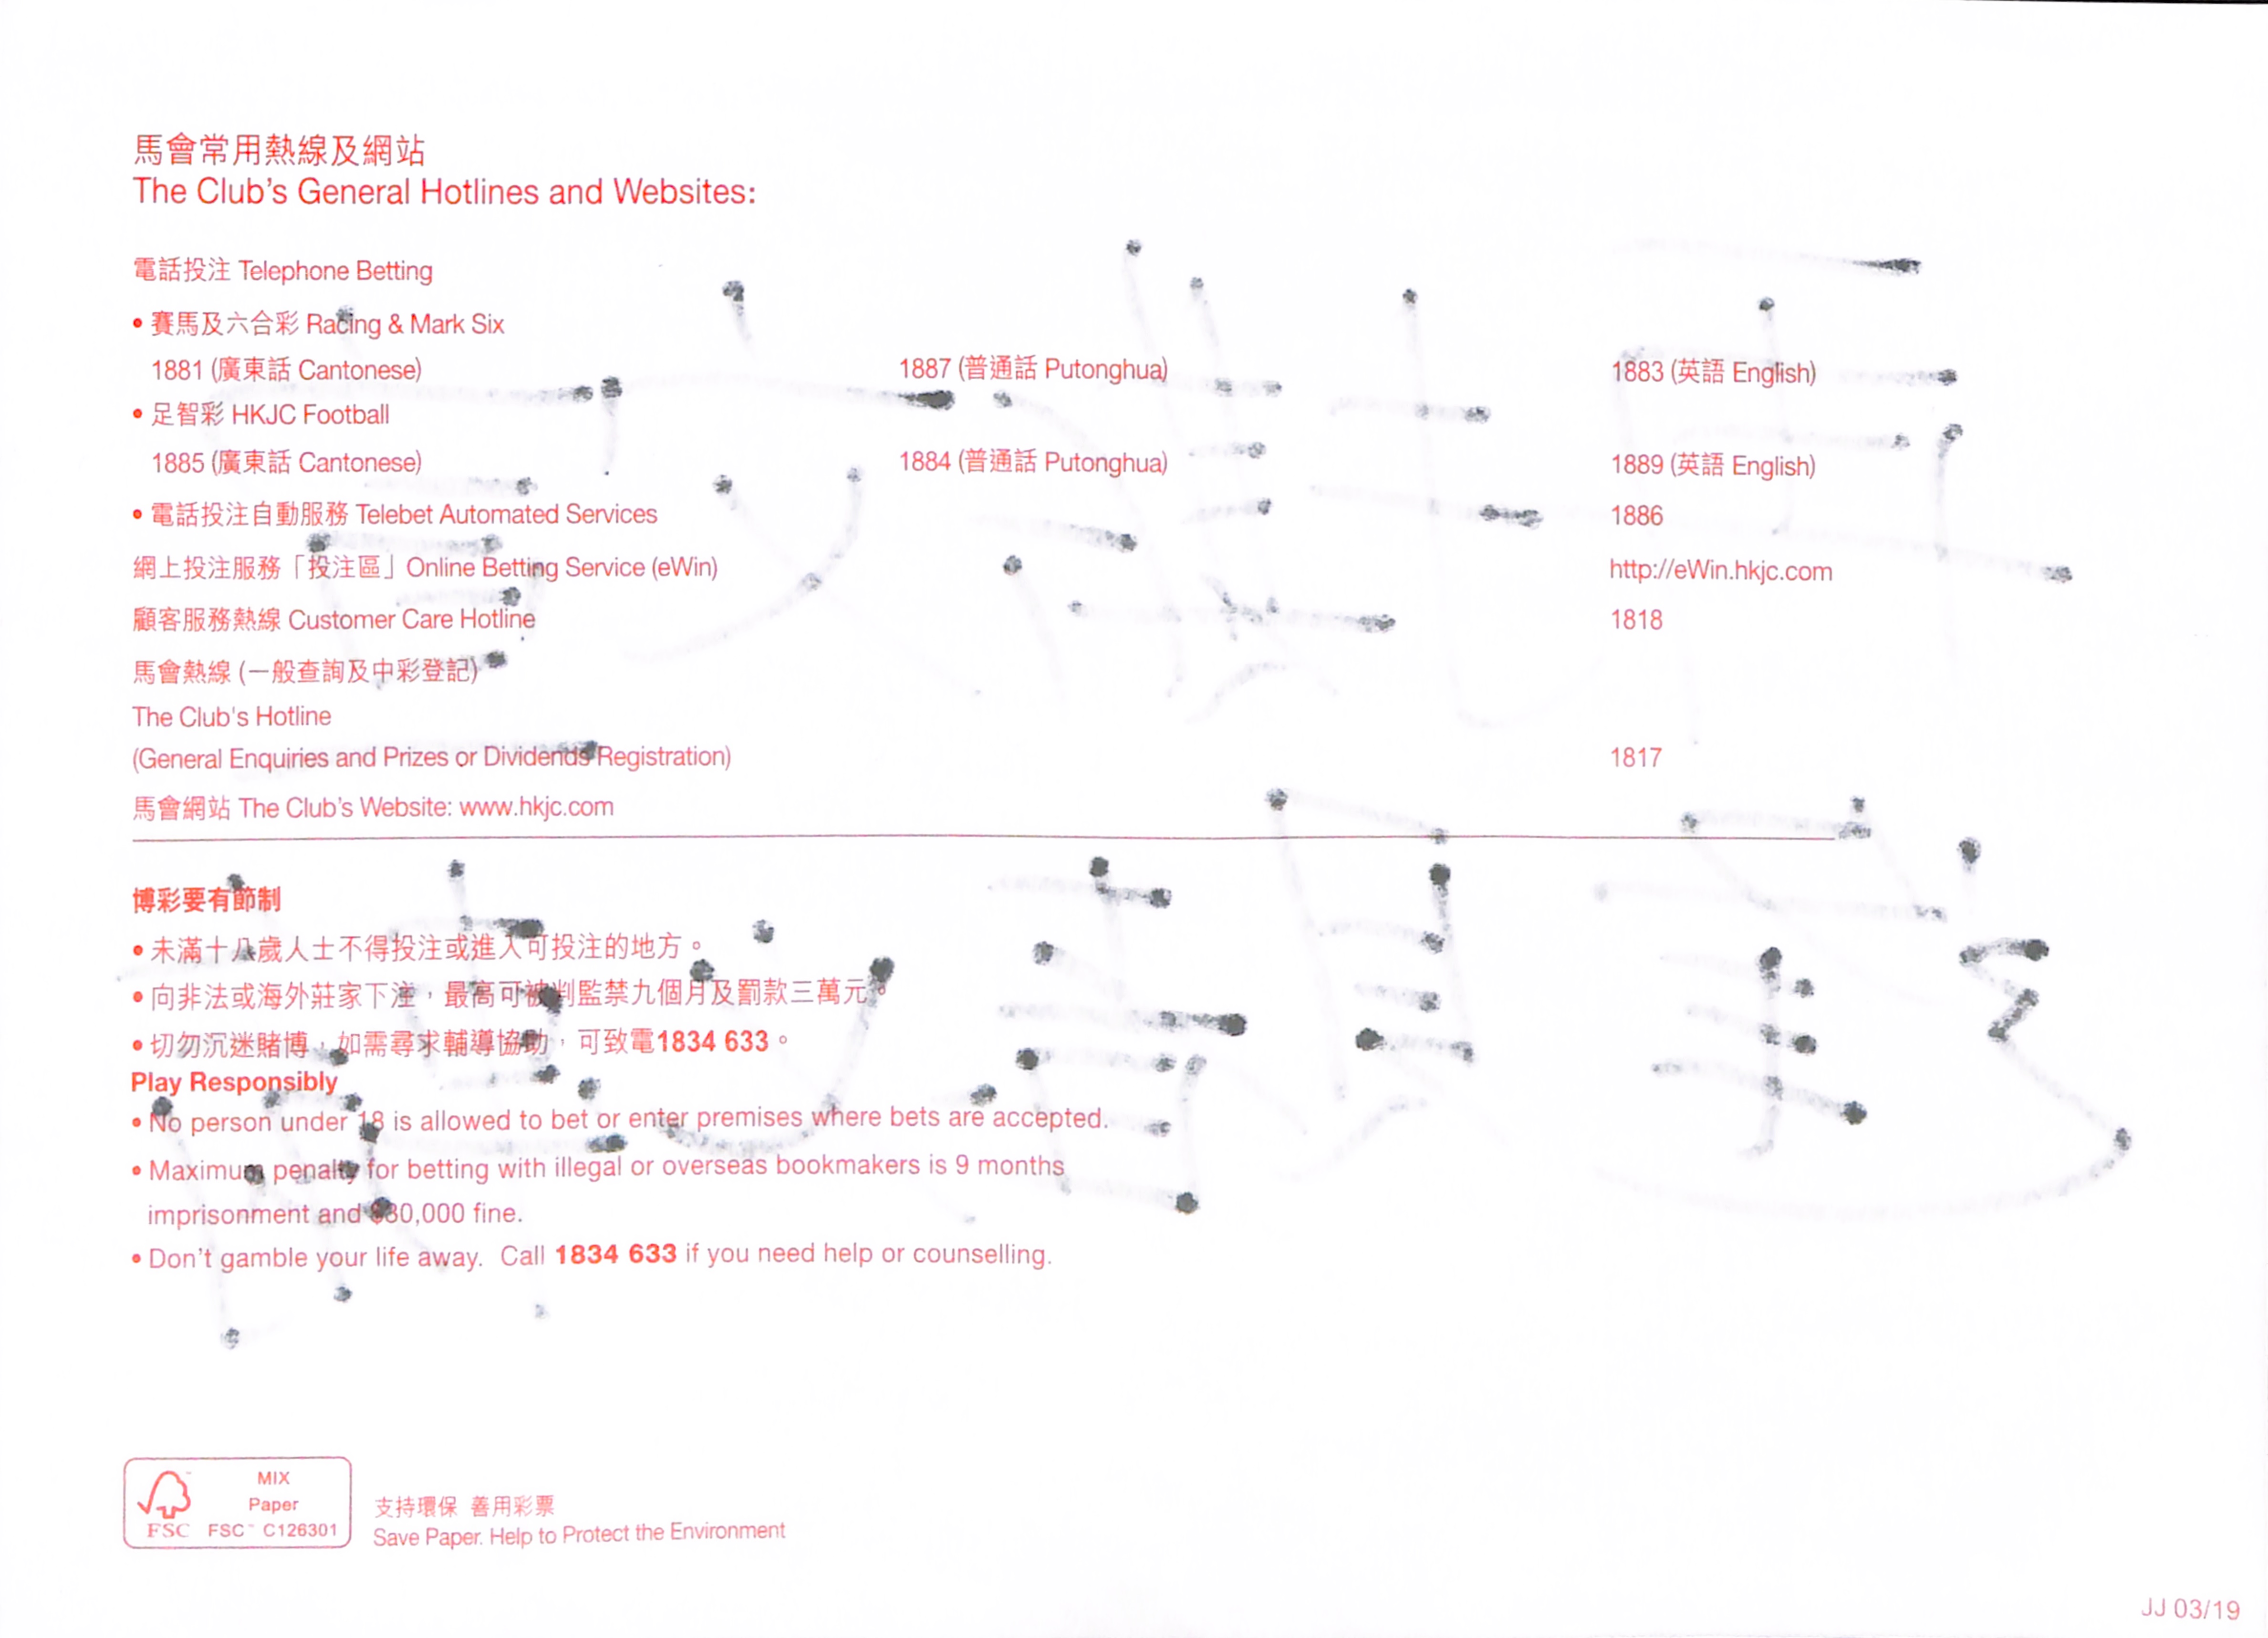 馬會常用熱線及網站
The Club's General Hotlines and Websites:
電話投注 Telephone Betting
• 賽馬及六合彩 Racing & Mark Six
1881 (廣東話 Cantonese) 1887 (普通話 Putonghua) 1883 (英語 English)
• 足智彩 HKJC Football
1885 (廣東話 Cantonese) 1884 (普通話 Putonghua) 1889 (英語 English)
• 電話投注自動服務 Telebet Automated Services 1886
網上投注服務「投注區」Online Betting Service (eWin) http://eWin.hkjc.com
顧客服務熱線 Customer Care Hotline 1818
馬會熱線 (一般查詢及中彩登記)
The Club's Hotline
(General Enquiries and Prizes or Dividends Registration) 1817
馬會網站 The Club's Website: www.hkjc.com
博彩要有節制
• 未滿十八歲人士不得投注或進入可投注的地方。
• 向非法或海外莊家下注，最高可被判監禁九個月及罰款三萬元。
• 切勿沉迷賭博，如需尋求輔導協助，可致電1834 633。
Play Responsibly
• No person under 18 is allowed to bet or enter premises where bets are accepted.
• Maximum penalty for betting with illegal or overseas bookmakers is 9 months
imprisonment and $30,000 fine.
• Don't gamble your life away. Call 1834 633 if you need help or counselling.
MIX
Paper
FSC FSC™ C126301
支持環保 善用彩票
Save Paper. Help to Protect the Environment
JJ 03/19